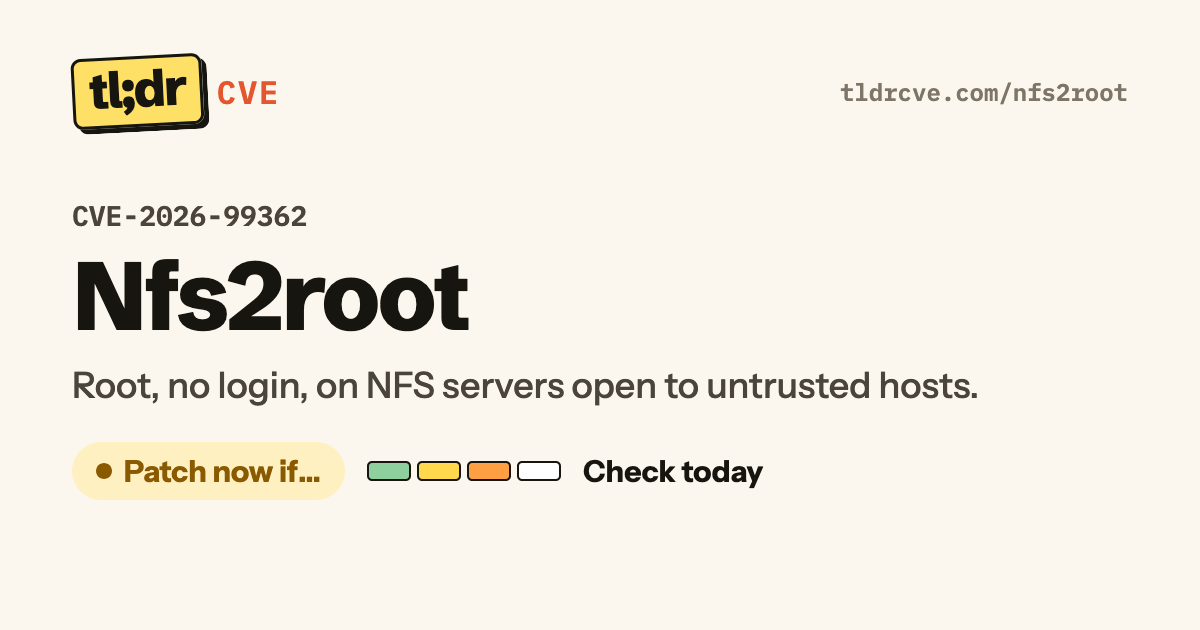 tl;dr CVE
tldrcve.com/nfs2root
CVE-2026-99362
Nfs2root
Root, no login, on NFS servers open to untrusted hosts.
Patch now if...
Check today